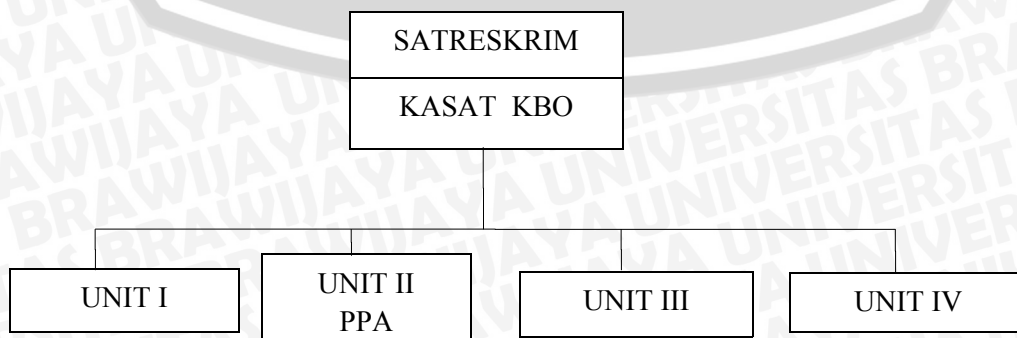 SATRESKRIM
KASAT KBO
UNIT I
UNIT II
PPA
UNIT III
UNIT IV